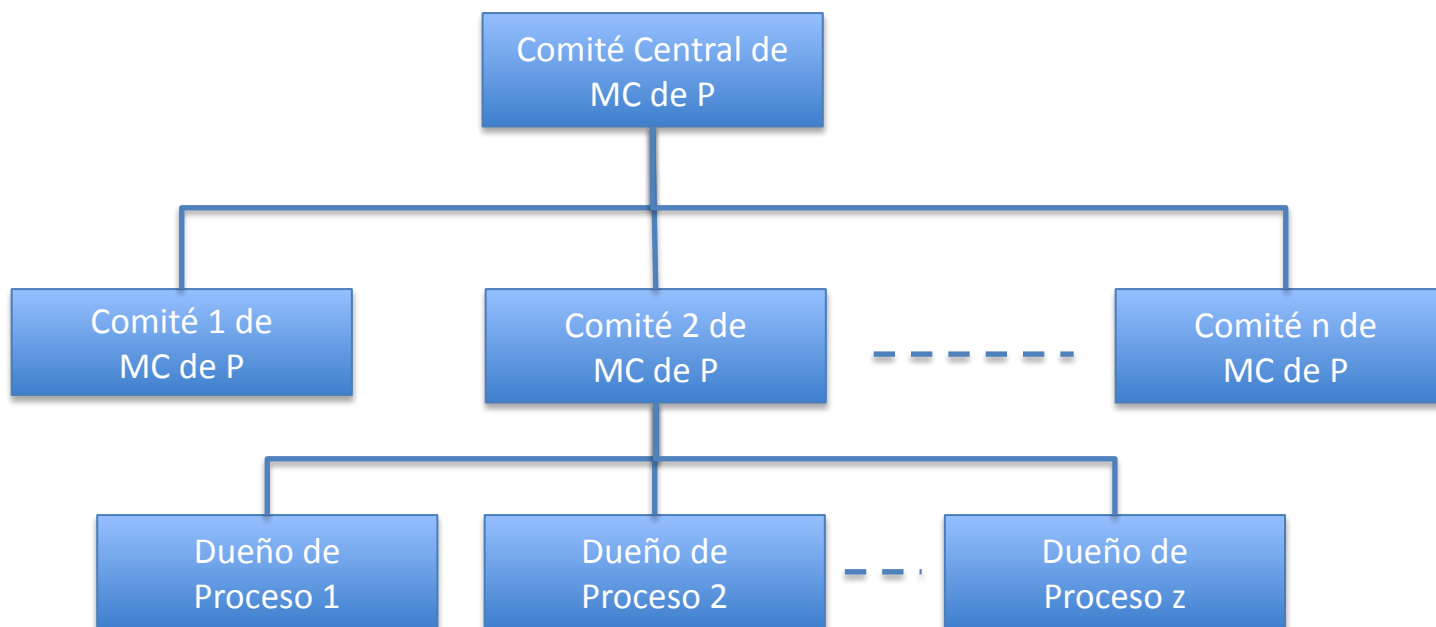 Comité Central de
MC de P
Comité 1 de
MC de P
Comité 2 de
MC de P
Comité n de
MC de P
Dueño de
Proceso 1
Dueño de
Proceso 2
Dueño de
Proceso z